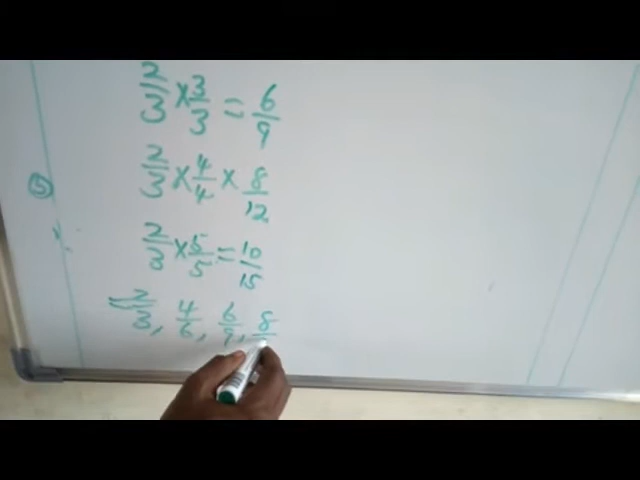 2/3 × 3/3 = 6/9
2/3 × 4/4 × 8/12
5
2/3 × 5/5 = 10/15
2/3, 4/6, 6/9, 8/